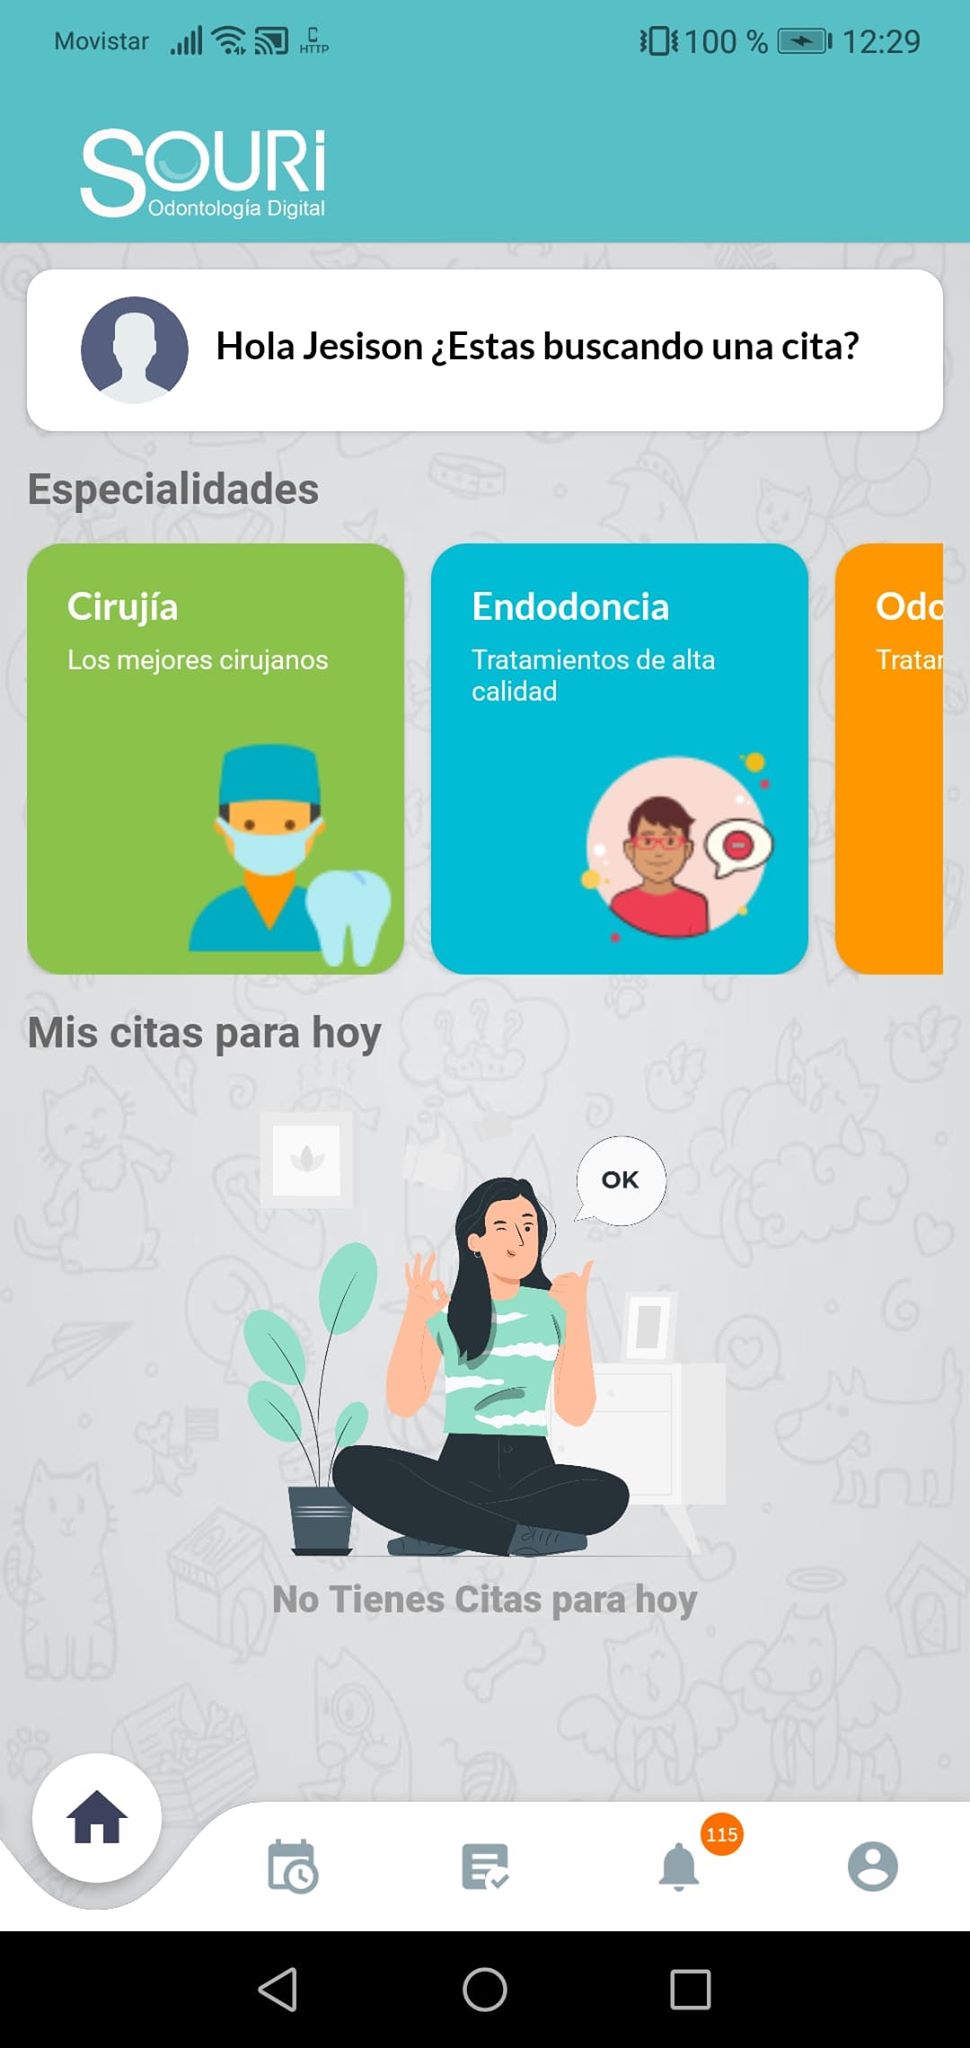 Movistar
HTTP
100 %
12:29
SOURi
Odontología Digital
Hola Jesison ¿Estas buscando una cita?
Especialidades
Cirujía
Los mejores cirujanos
Endodoncia
Tratamientos de alta
calidad
Odo
Tratar
Mis citas para hoy
OK
No Tienes Citas para hoy
115